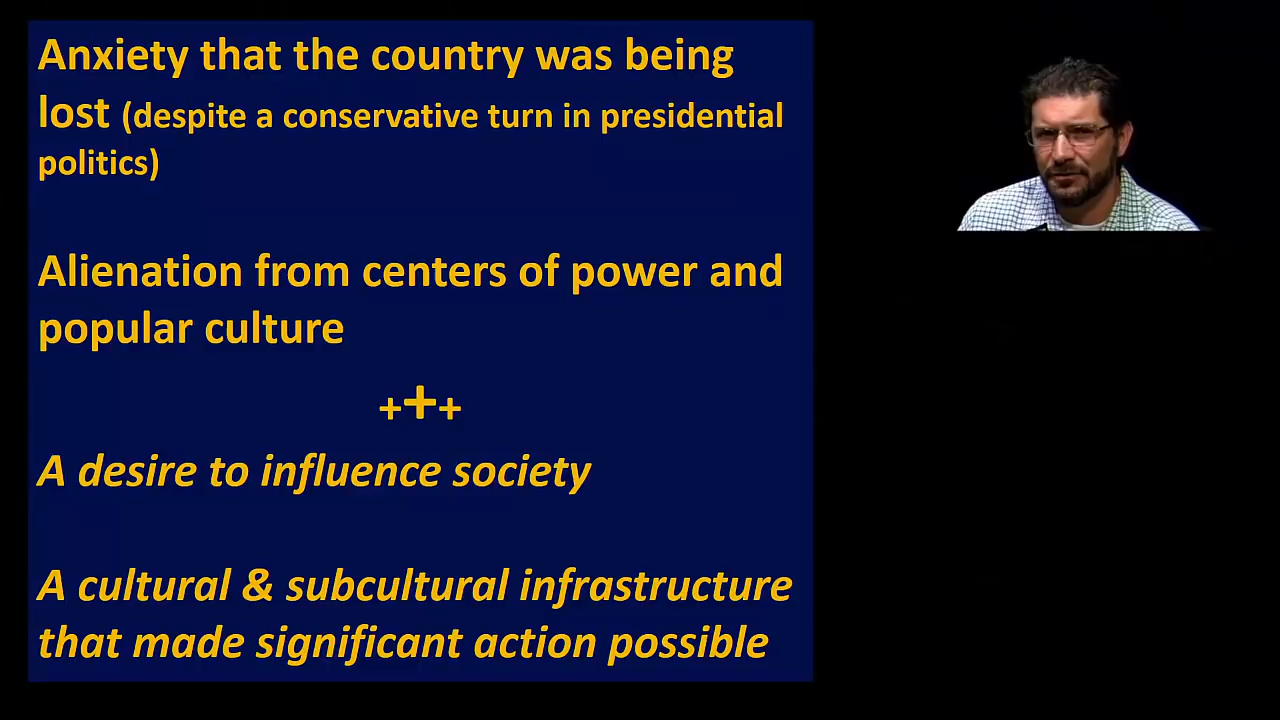 Anxiety that the country was being
lost (despite a conservative turn in presidential
politics)
Alienation from centers of power and
popular culture
+++
A desire to influence society
A cultural & subcultural infrastructure
that made significant action possible